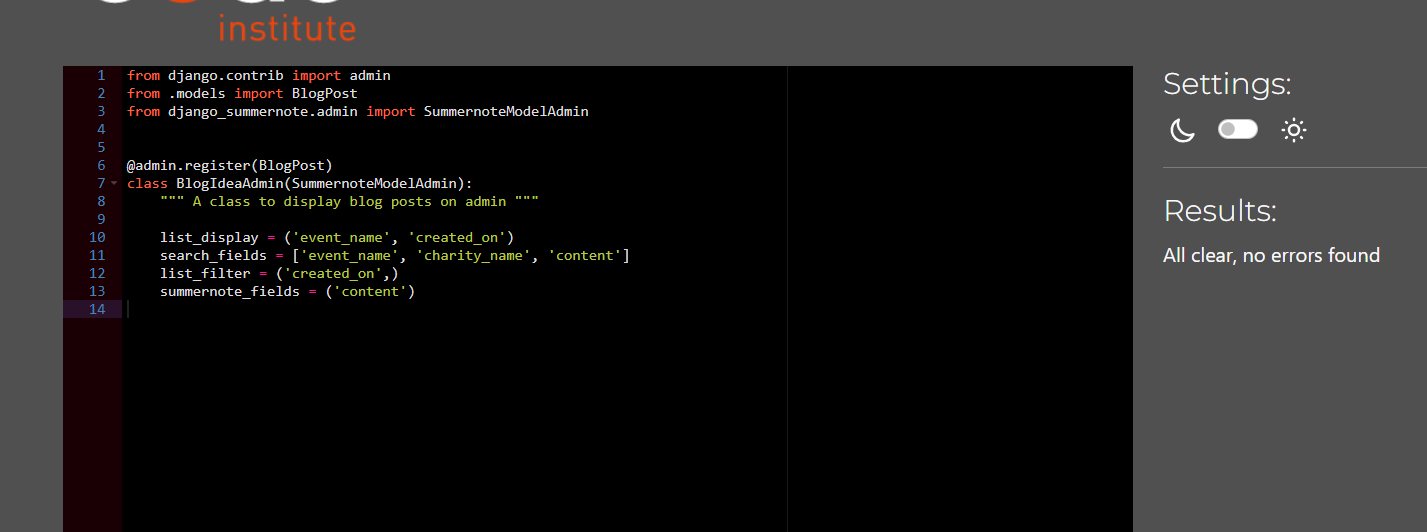 institute
1 from django.contrib import admin
2 from .models import BlogPost
3 from django_summernote.admin import SummernoteModelAdmin
4
5
6 @admin.register(BlogPost)
7 class BlogIdeaAdmin(SummernoteModelAdmin):
8     """ A class to display blog posts on admin """
9
10     list_display = ('event_name', 'created_on')
11     search_fields = ['event_name', 'charity_name', 'content']
12     list_filter = ('created_on',)
13     summernote_fields = ('content')
14
Settings:
Results:
All clear, no errors found